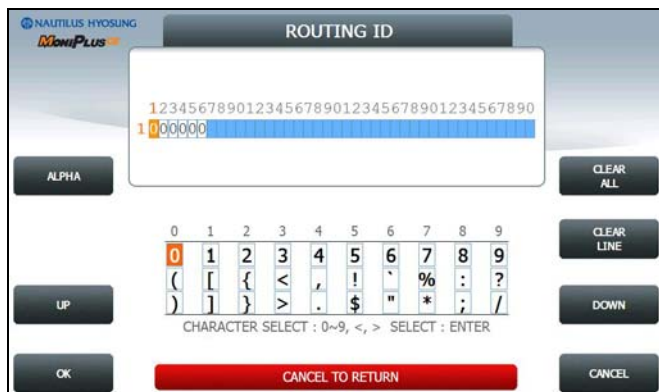 NAUTILUS HYOSUNG
MoniPlusCE
ROUTING ID
1234567890123456789012345678901234567890
1 000000
ALPHA
CLEAR ALL
0 1 2 3 4 5 6 7 8 9
0 1 2 3 4 5 6 7 8 9
( [ { < , ! ` % : ?
) ] } > . $ " * ; /
CLEAR LINE
UP
DOWN
CHARACTER SELECT : 0~9, <, > SELECT : ENTER
OK
CANCEL TO RETURN
CANCEL